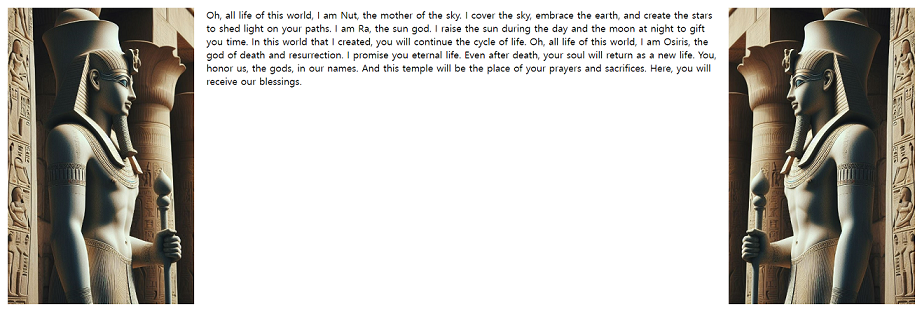 Oh, all life of this world, I am Nut, the mother of the sky. I cover the sky, embrace the earth, and create the stars
to shed light on your paths. I am Ra, the sun god. I raise the sun during the day and the moon at night to gift
you time. In this world that I created, you will continue the cycle of life. Oh, all life of this world, I am Osiris, the
god of death and resurrection. I promise you eternal life. Even after death, your soul will return as a new life. You,
honor us, the gods, in our names. And this temple will be the place of your prayers and sacrifices. Here, you will
receive our blessings.